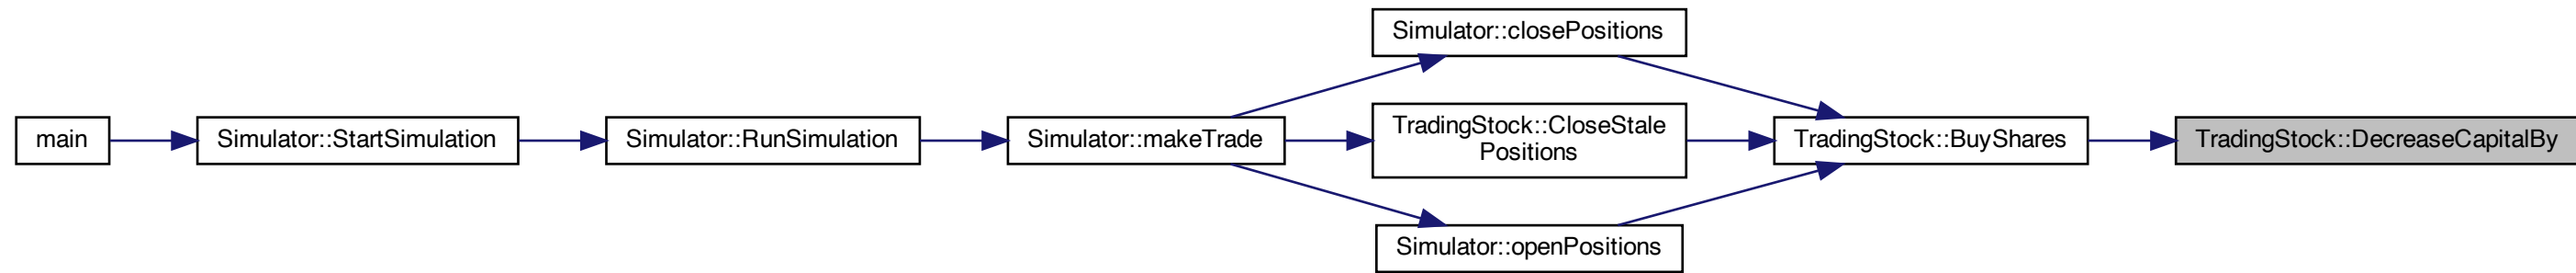 main
Simulator::StartSimulation
Simulator::RunSimulation
Simulator::makeTrade
Simulator::closePositions
TradingStock::CloseStale
Positions
Simulator::openPositions
TradingStock::BuyShares
TradingStock::DecreaseCapitalBy